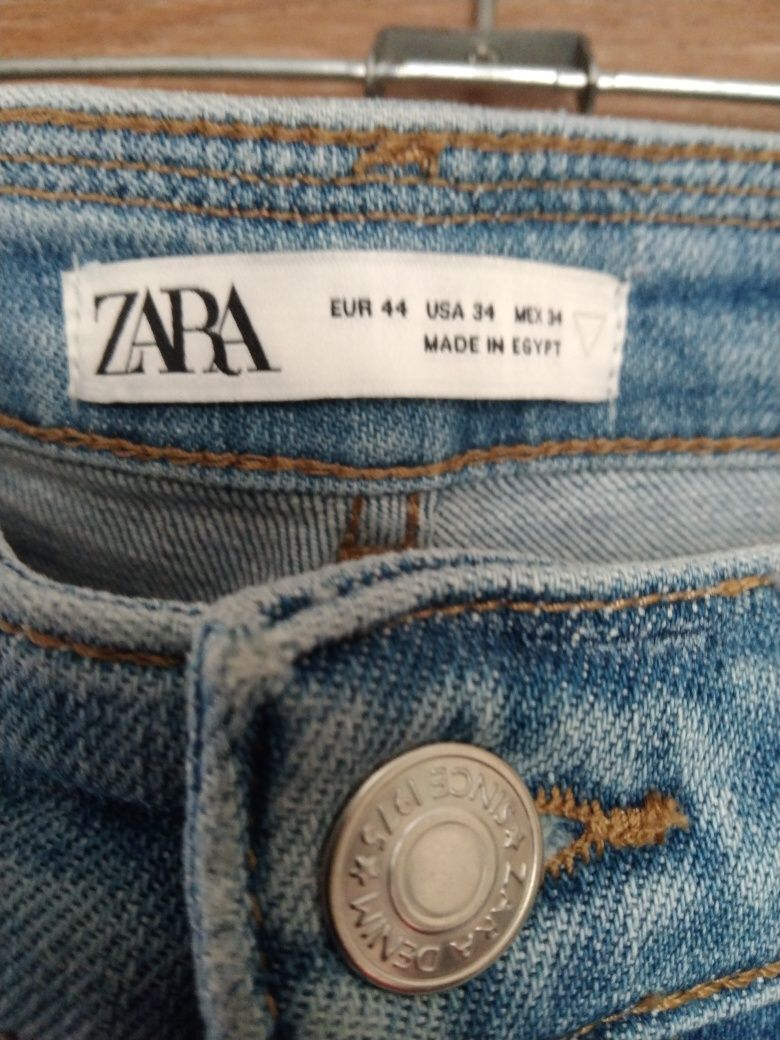 ZARA
EUR 44 USA 34 MEX 34
MADE IN EGYPT
ZARA DENIM ☆ SINCE 1975 ☆